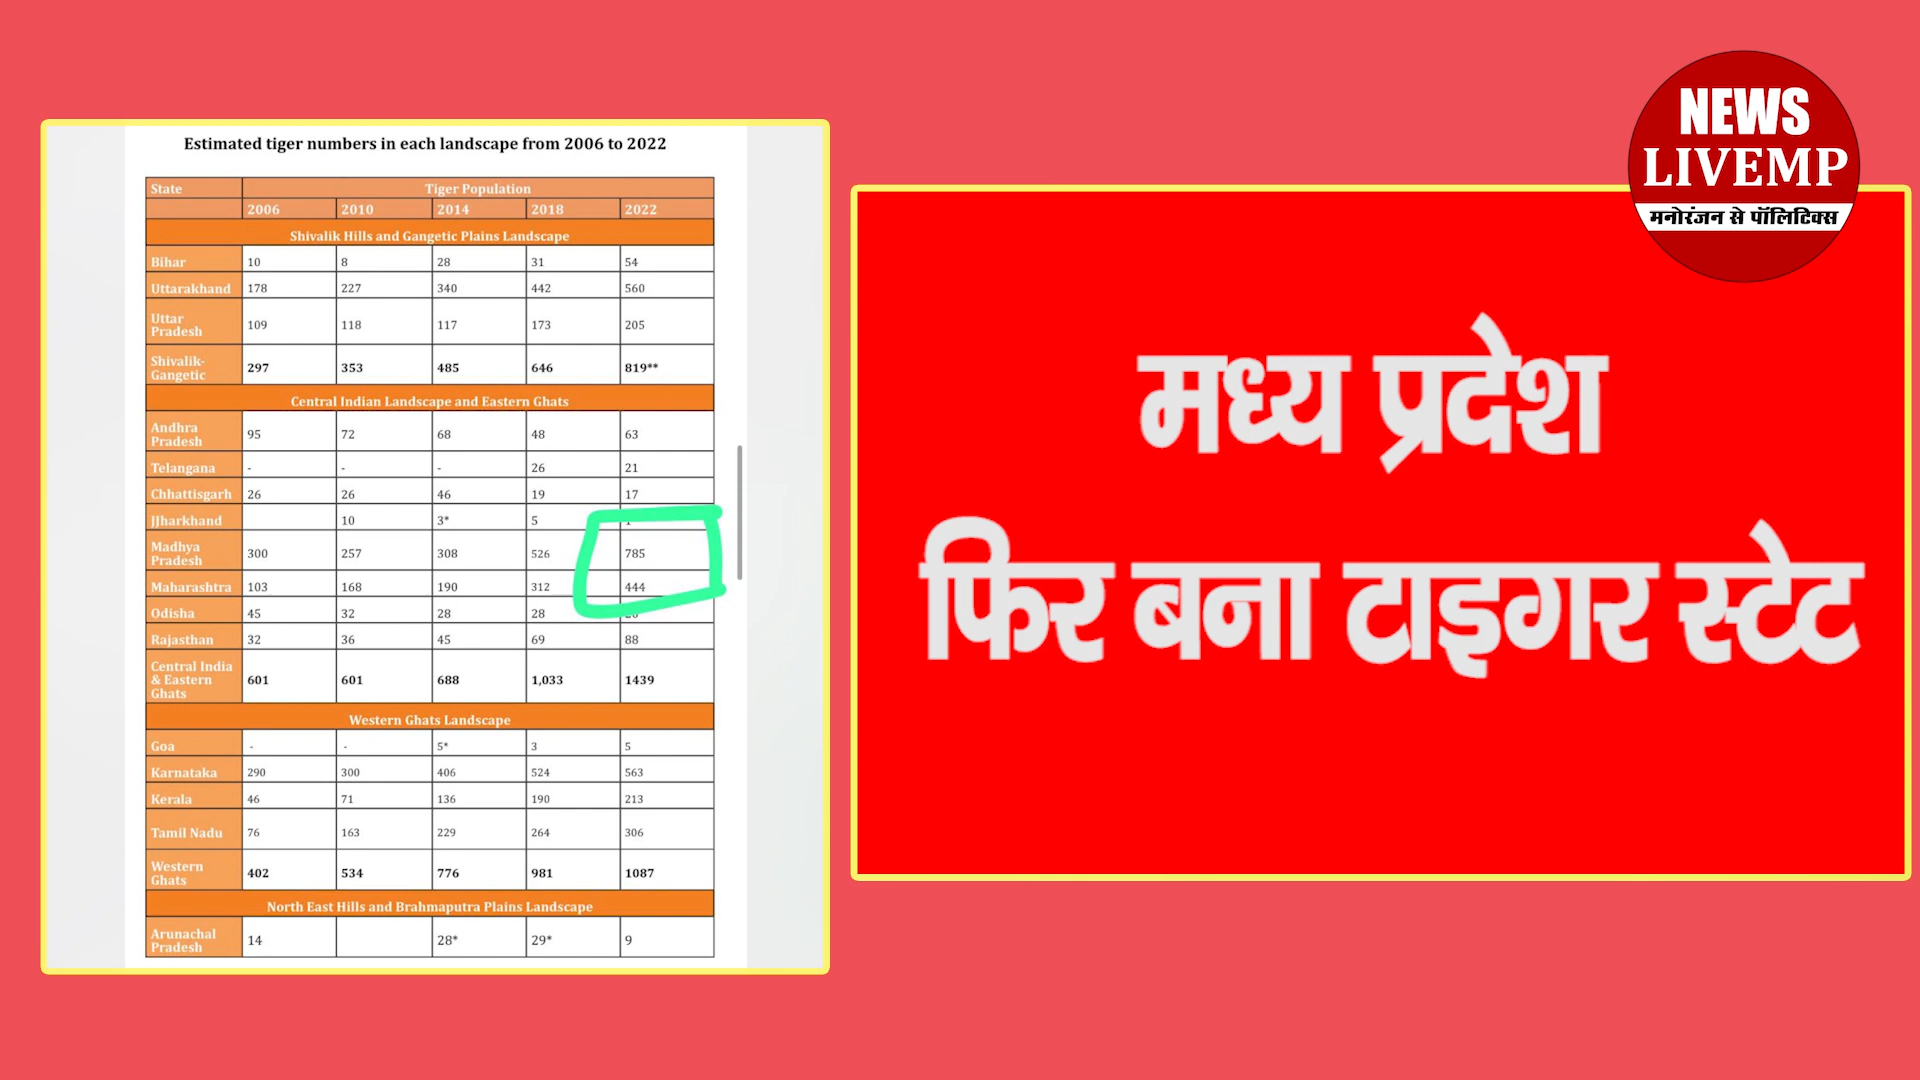 Estimated tiger numbers in each landscape from 2006 to 2022
State Tiger Population
2006 2010 2014 2018 2022
Shivalik Hills and Gangetic Plains Landscape
Bihar 10 8 28 31 54
Uttarakhand 178 227 340 442 560
Uttar Pradesh 109 118 117 173 205
Shivalik-Gangetic 297 353 485 646 819**
Central Indian Landscape and Eastern Ghats
Andhra Pradesh 95 72 68 48 63
Telangana - - - 26 21
Chhattisgarh 26 26 46 19 17
JJharkhand 10 3* 5
Madhya Pradesh 300 257 308 526 785
Maharashtra 103 168 190 312 444
Odisha 45 32 28 28
Rajasthan 32 36 45 69 88
Central India & Eastern Ghats 601 601 688 1,033 1439
Western Ghats Landscape
Goa - - 5* 3 5
Karnataka 290 300 406 524 563
Kerala 46 71 136 190 213
Tamil Nadu 76 163 229 264 306
Western Ghats 402 534 776 981 1087
North East Hills and Brahmaputra Plains Landscape
Arunachal Pradesh 14 28* 29* 9
NEWS
LIVEMP
मनोरंजन से पॉलिटिक्स
मध्य प्रदेश
फिर बना टाइगर स्टेट